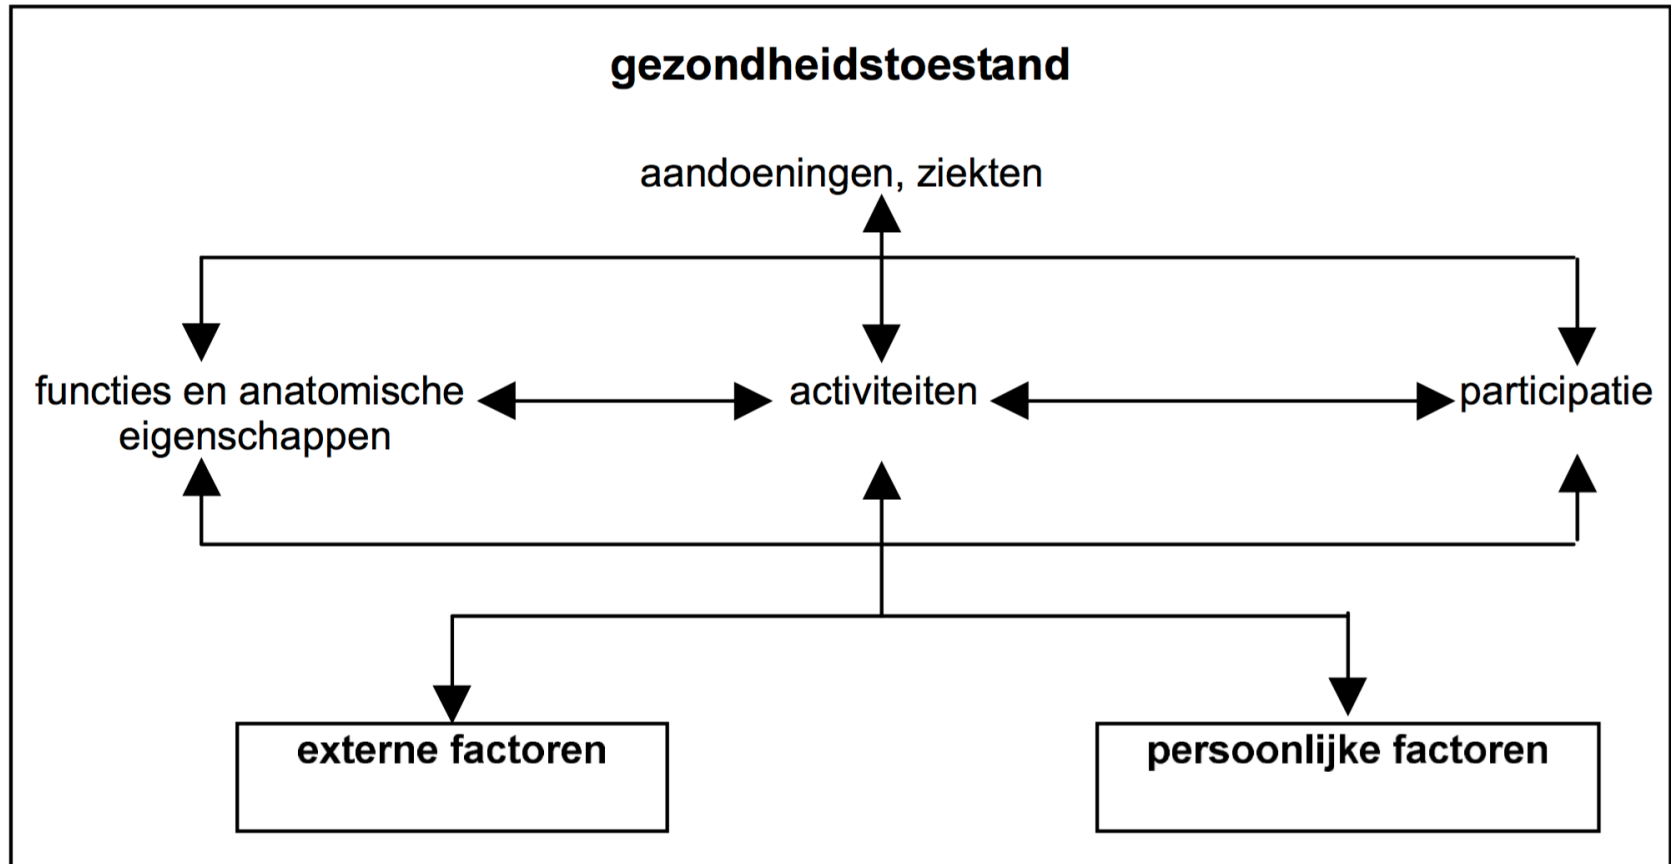 gezondheidstoestand
aandoeningen, ziekten
functies en anatomische
eigenschappen
activiteiten
participatie
externe factoren
persoonlijke factoren